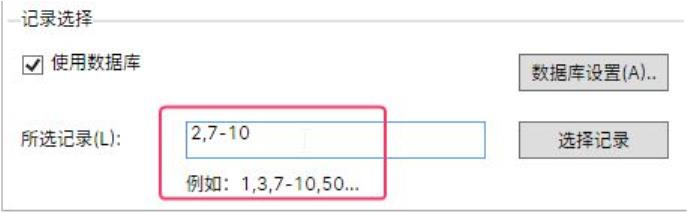 记录选择
使用数据库
数据库设置(A)..
所选记录(L):
2,7-10
选择记录
例如：1,3,7-10,50...